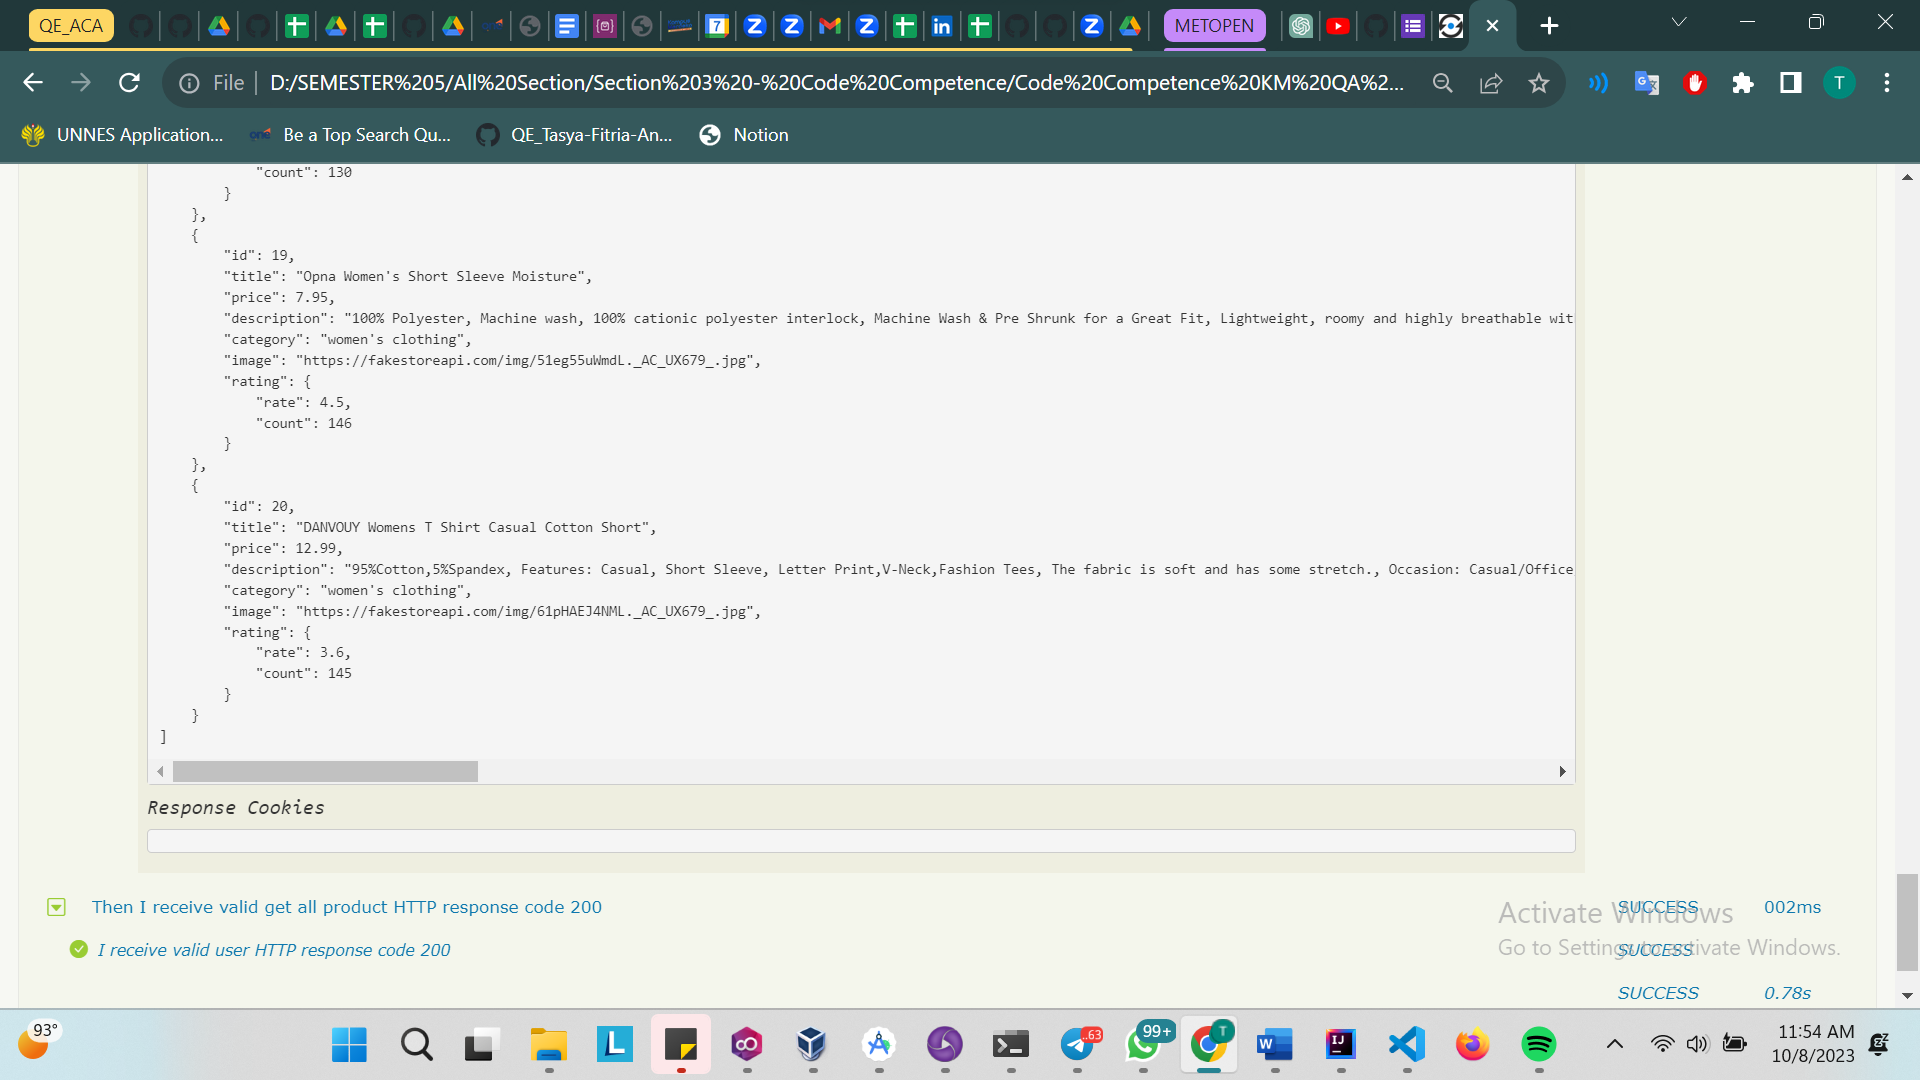 QE_ACA
METOPEN
File
D:/SEMESTER%205/All%20Section/Section%203%20-%20Code%20Competence/Code%20Competence%20KM%20QA%2...
UNNES Application...
Be a Top Search Qu...
QE_Tasya-Fitria-An...
Notion
"count": 130
}
},
{
"id": 19,
"title": "Opna Women's Short Sleeve Moisture",
"price": 7.95,
"description": "100% Polyester, Machine wash, 100% cationic polyester interlock, Machine Wash & Pre Shrunk for a Great Fit, Lightweight, roomy and highly breathable wit
"category": "women's clothing",
"image": "https://fakestoreapi.com/img/51eg55uWmdL._AC_UX679_.jpg",
"rating": {
"rate": 4.5,
"count": 146
}
},
{
"id": 20,
"title": "DANVOUY Womens T Shirt Casual Cotton Short",
"price": 12.99,
"description": "95%Cotton,5%Spandex, Features: Casual, Short Sleeve, Letter Print,V-Neck,Fashion Tees, The fabric is soft and has some stretch., Occasion: Casual/Office
"category": "women's clothing",
"image": "https://fakestoreapi.com/img/61pHAEJ4NML._AC_UX679_.jpg",
"rating": {
"rate": 3.6,
"count": 145
}
}
]
Response Cookies
Then I receive valid get all product HTTP response code 200
SUCCESS
002ms
I receive valid user HTTP response code 200
SUCCESS
SUCCESS
0.78s
Activate Windows
Go to Settings to activate Windows.
93°
63
99+
T
11:54 AM
10/8/2023